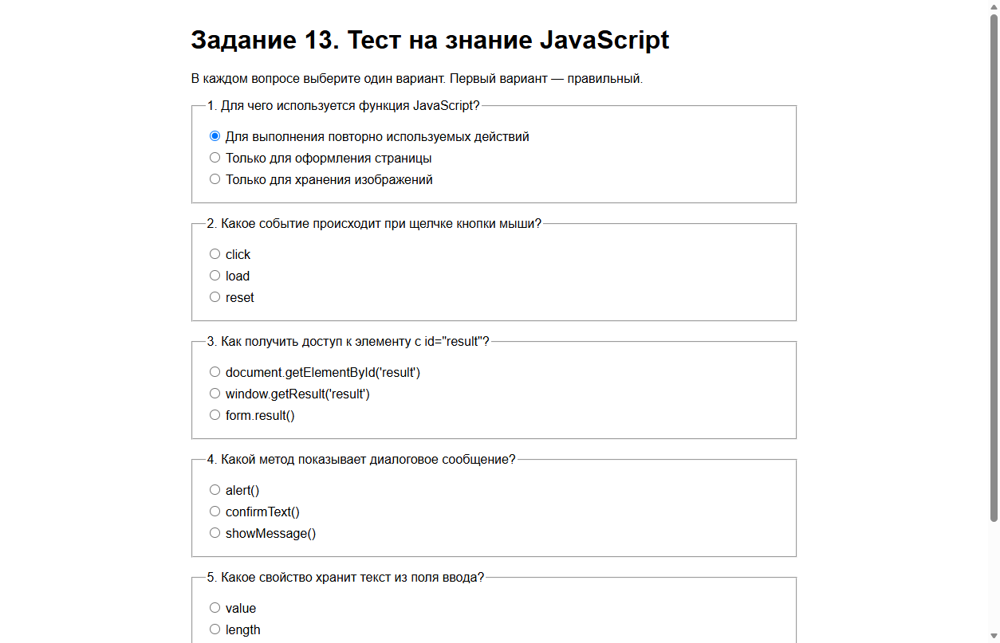 Задание 13. Тест на знание JavaScript
В каждом вопросе выберите один вариант. Первый вариант — правильный.
1. Для чего используется функция JavaScript?
Для выполнения повторно используемых действий
Только для оформления страницы
Только для хранения изображений
2. Какое событие происходит при щелчке кнопки мыши?
click
load
reset
3. Как получить доступ к элементу с id="result"?
document.getElementById('result')
window.getResult('result')
form.result()
4. Какой метод показывает диалоговое сообщение?
alert()
confirmText()
showMessage()
5. Какое свойство хранит текст из поля ввода?
value
length